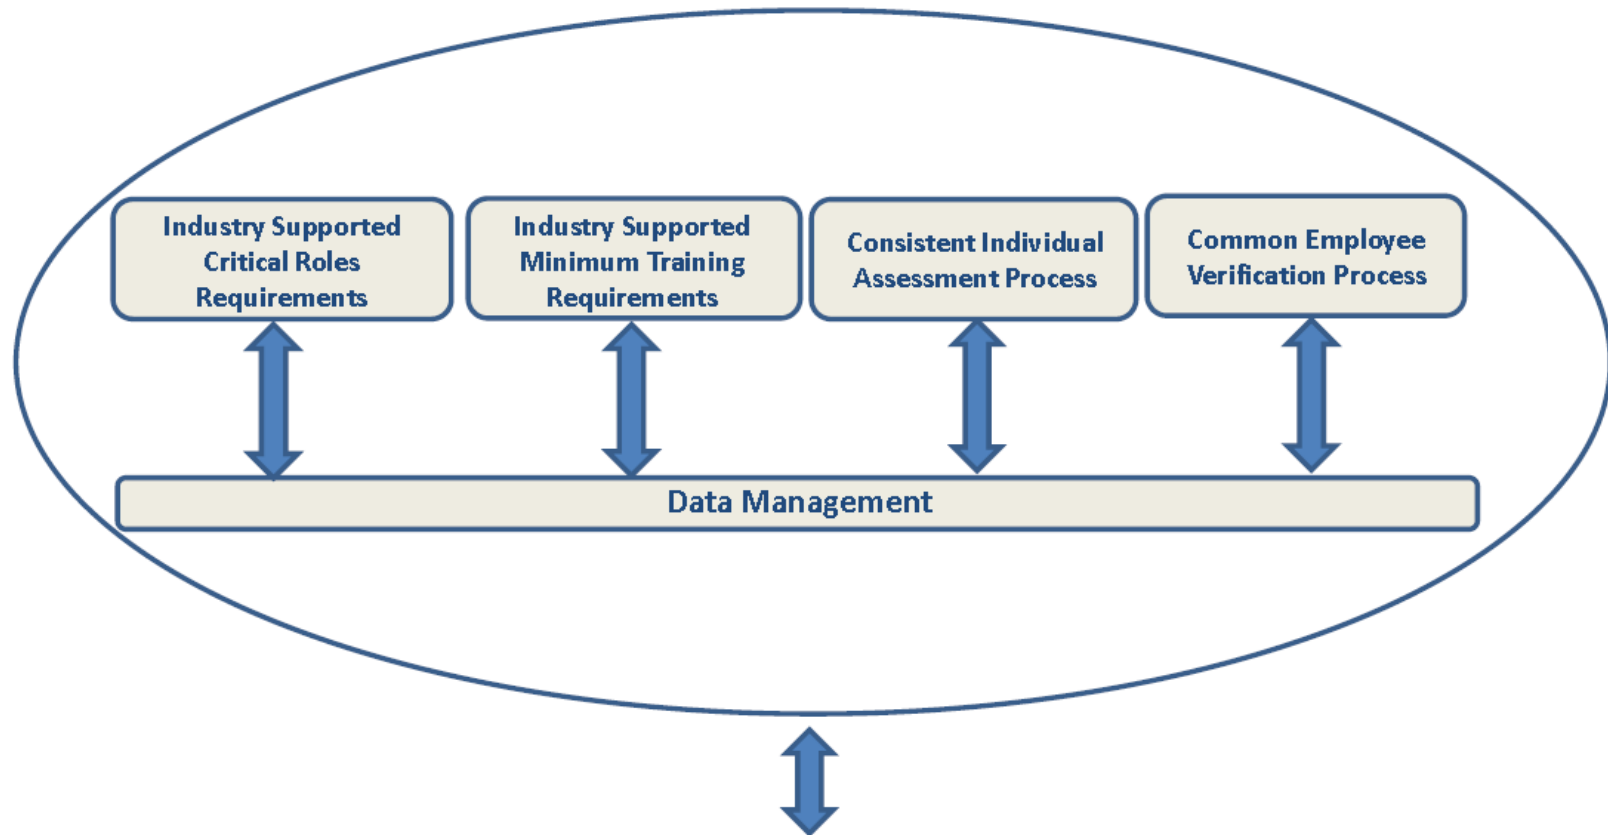 Industry Supported
Critical Roles
Requirements
Industry Supported
Minimum Training
Requirements
Consistent Individual
Assessment Process
Common Employee
Verification Process
Data Management